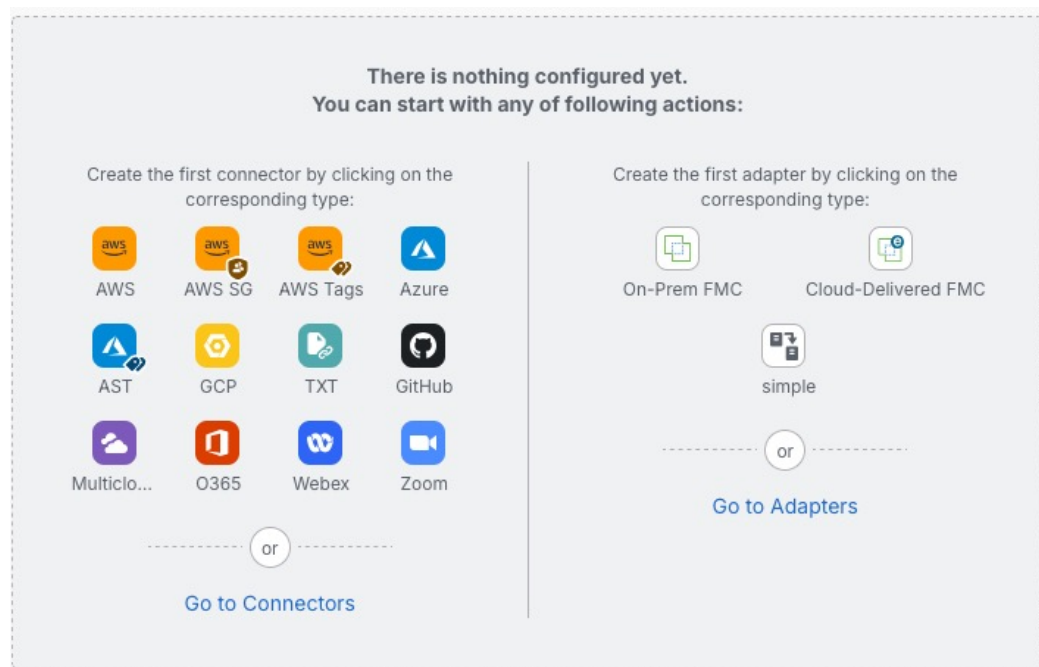 There is nothing configured yet.
You can start with any of following actions:
Create the first connector by clicking on the
corresponding type:
aws
AWS
aws
AWS SG
aws
AWS Tags
Azure
AST
GCP
TXT
GitHub
Multiclo...
O365
Webex
Zoom
or
Go to Connectors
Create the first adapter by clicking on the
corresponding type:
On-Prem FMC
Cloud-Delivered FMC
simple
or
Go to Adapters